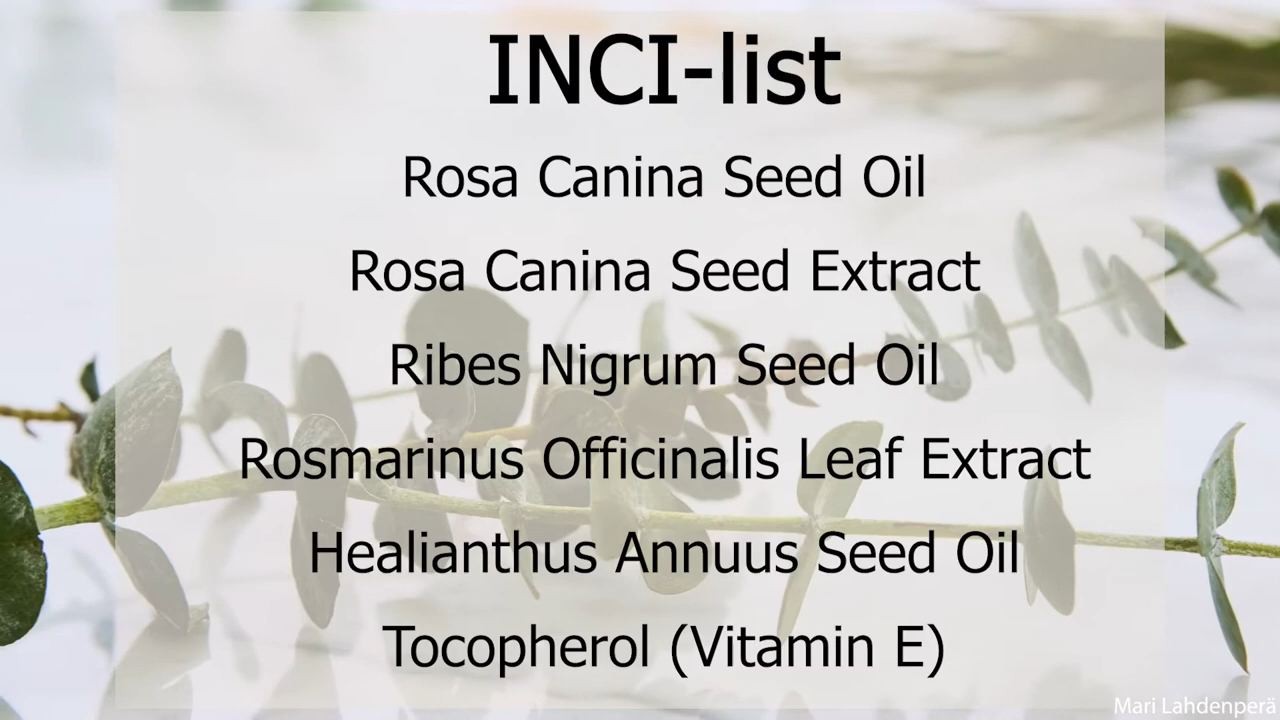 INCI-list
Rosa Canina Seed Oil
Rosa Canina Seed Extract
Ribes Nigrum Seed Oil
Rosmarinus Officinalis Leaf Extract
Healianthus Annuus Seed Oil
Tocopherol (Vitamin E)
Mari Lahdenperä